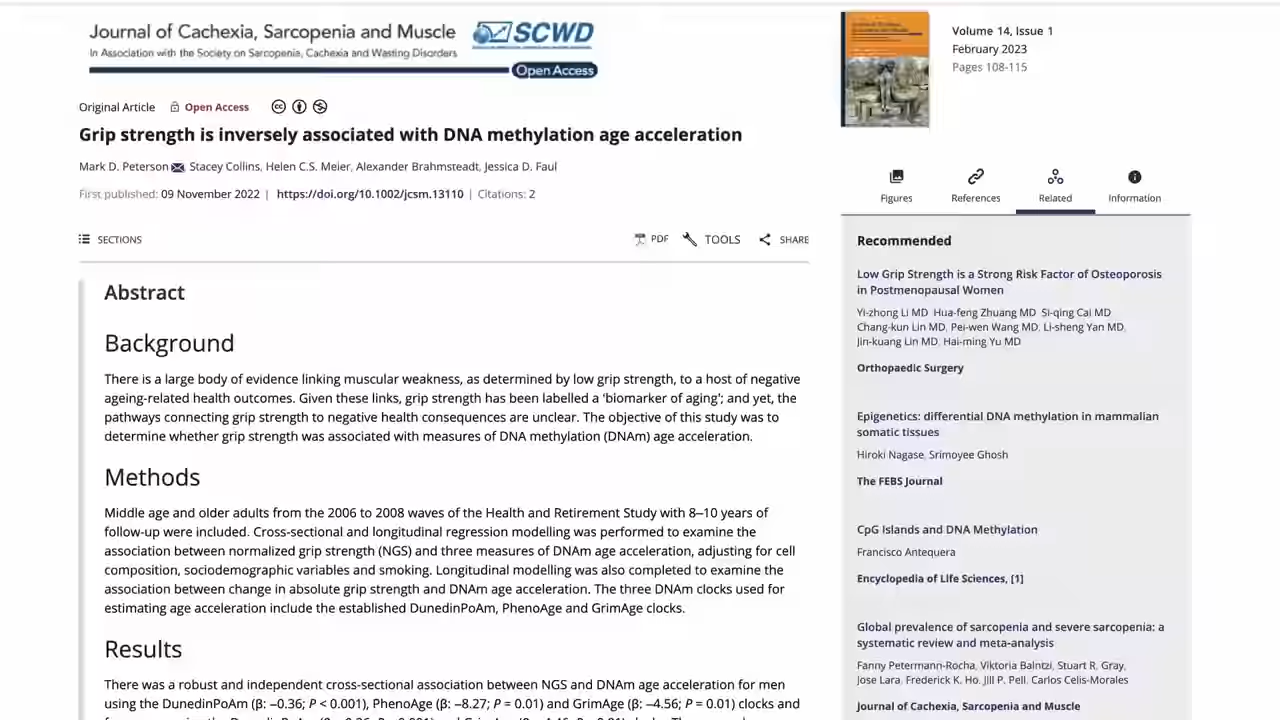 Journal of Cachexia, Sarcopenia and Muscle
SCWD
In Association with the Society on Sarcopenia, Cachexia and Wasting Disorders
Open Access
Original Article
Open Access
Grip strength is inversely associated with DNA methylation age acceleration
Mark D. Peterson, Stacey Collins, Helen C.S. Meier, Alexander Brahmsteadt, Jessica D. Faul
First published: 09 November 2022 | https://doi.org/10.1002/jcsm.13110 | Citations: 2
SECTIONS
PDF
TOOLS
SHARE
Abstract
Background
There is a large body of evidence linking muscular weakness, as determined by low grip strength, to a host of negative
ageing-related health outcomes. Given these links, grip strength has been labelled a 'biomarker of aging'; and yet, the
pathways connecting grip strength to negative health consequences are unclear. The objective of this study was to
determine whether grip strength was associated with measures of DNA methylation (DNAm) age acceleration.
Methods
Middle age and older adults from the 2006 to 2008 waves of the Health and Retirement Study with 8–10 years of
follow-up were included. Cross-sectional and longitudinal regression modelling was performed to examine the
association between normalized grip strength (NGS) and three measures of DNAm age acceleration, adjusting for cell
composition, sociodemographic variables and smoking. Longitudinal modelling was also completed to examine the
association between change in absolute grip strength and DNAm age acceleration. The three DNAm clocks used for
estimating age acceleration include the established DunedinPoAm, PhenoAge and GrimAge clocks.
Results
There was a robust and independent cross-sectional association between NGS and DNAm age acceleration for men
using the DunedinPoAm (β: –0.36; P < 0.001), PhenoAge (β: –8.27; P = 0.01) and GrimAge (β: –4.56; P = 0.01) clocks and
Volume 14, Issue 1
February 2023
Pages 108-115
Figures
References
Related
Information
Recommended
Low Grip Strength is a Strong Risk Factor of Osteoporosis
in Postmenopausal Women
Yi-zhong Li MD, Hua-feng Zhuang MD, Si-qing Cai MD,
Chang-kun Lin MD, Pei-wen Wang MD, Li-sheng Yan MD,
Jin-kuang Lin MD, Hai-ming Yu MD
Orthopaedic Surgery
Epigenetics: differential DNA methylation in mammalian
somatic tissues
Hiroki Nagase, Srimoyee Ghosh
The FEBS Journal
CpG Islands and DNA Methylation
Francisco Antequera
Encyclopedia of Life Sciences, [1]
Global prevalence of sarcopenia and severe sarcopenia: a
systematic review and meta-analysis
Fanny Petermann-Rocha, Viktoria Balntzi, Stuart R. Gray,
Jose Lara, Frederick K. Ho, Jill P. Pell, Carlos Celis-Morales
Journal of Cachexia, Sarcopenia and Muscle